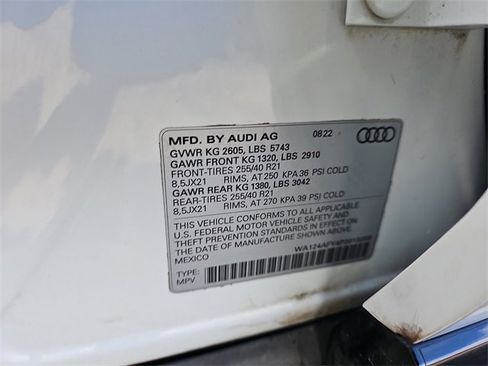 MFD. BY AUDI AG 08 22
GVWR KG 2605, LBS 5743
GAWR FRONT KG 1320, LBS 2910
FRONT-TIRES 255/40 R21
8,5JX21 RIMS, AT 250 KPA 36 PSI COLD
GAWR REAR KG 1380, LBS 3042
REAR-TIRES 255/40 R21
8,5JX21 RIMS, AT 270 KPA 39 PSI COLD
THIS VEHICLE CONFORMS TO ALL APPLICABLE
U.S. FEDERAL MOTOR VEHICLE SAFETY AND
THEFT PREVENTION STANDARDS IN EFFECT ON
THE DATE OF MANUFACTURE SHOWN ABOVE.
MEXICO
TYPE:
MPV